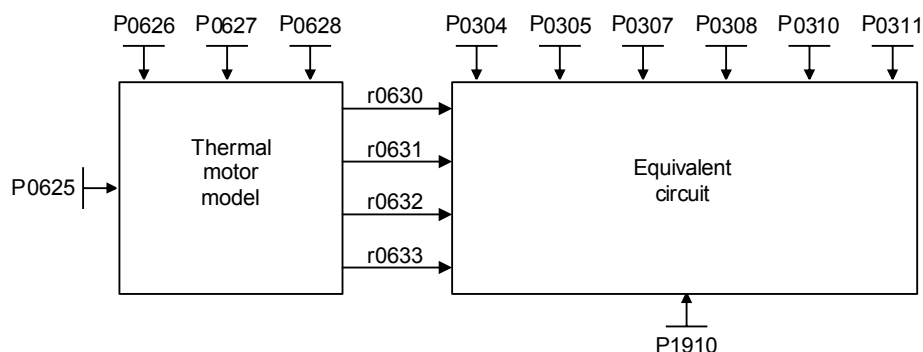 P0626 P0627 P0628 P0304 P0305 P0307 P0308 P0310 P0311
r0630
Thermal
motor
model
r0631
Equivalent
circuit
P0625
r0632
r0633
P1910